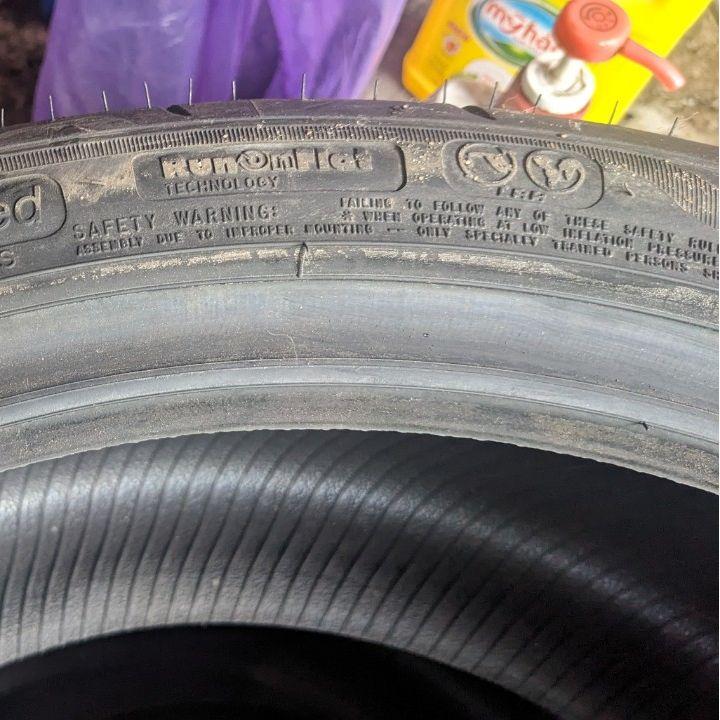 myha
RunOnFlat
TECHNOLOGY
ed
S
SAFETY WARNING:
FAILING TO FOLLOW ANY OF THESE SAFETY RUL
WHEN OPERATING AT LOW INFLATION PRESSURE
ASSEMBLY DUE TO IMPROPER MOUNTING -- ONLY SPECIALLY TRAINED PERSONS S